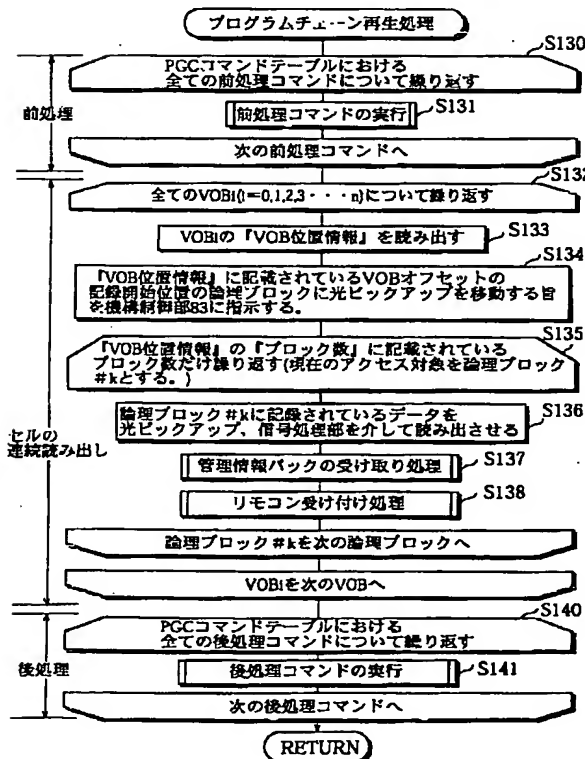 プログラムチェーン再生処理
S130
PGCコマンドテーブルにおける
全ての前処理コマンドについて繰り返す
前処理
前処理コマンドの実行
S131
次の前処理コマンドへ
S132
全てのVOBi(i=0,1,2,3・・・n)について繰り返す
VOBiの『VOB位置情報』を読み出す
S133
S134
『VOB位置情報』に記載されているVOBオフセットの
記録開始位置の論理ブロックに光ピックアップを移動する旨
を機構制御部83に指示する。
S135
『VOB位置情報』の『ブロック数』に記載されている
ブロック数だけ繰り返す(現在のアクセス対象を論理ブロック
#kとする。)
S136
論理ブロック#kに記録されているデータを
光ピックアップ、信号処理部を介して読み出させる
セルの
連続読み出し
管理情報パックの受け取り処理
S137
リモコン受け付け処理
S138
論理ブロック#kを次の論理ブロックへ
VOBiを次のVOBへ
S140
PGCコマンドテーブルにおける
全ての後処理コマンドについて繰り返す
後処理
後処理コマンドの実行
S141
次の後処理コマンドへ
RETURN